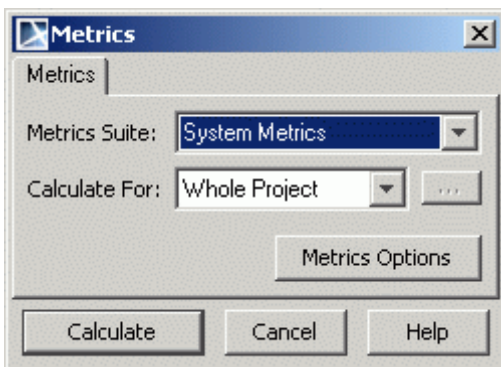 Metrics
Metrics
Metrics Suite: System Metrics
Calculate For: Whole Project ...
Metrics Options
Calculate Cancel Help